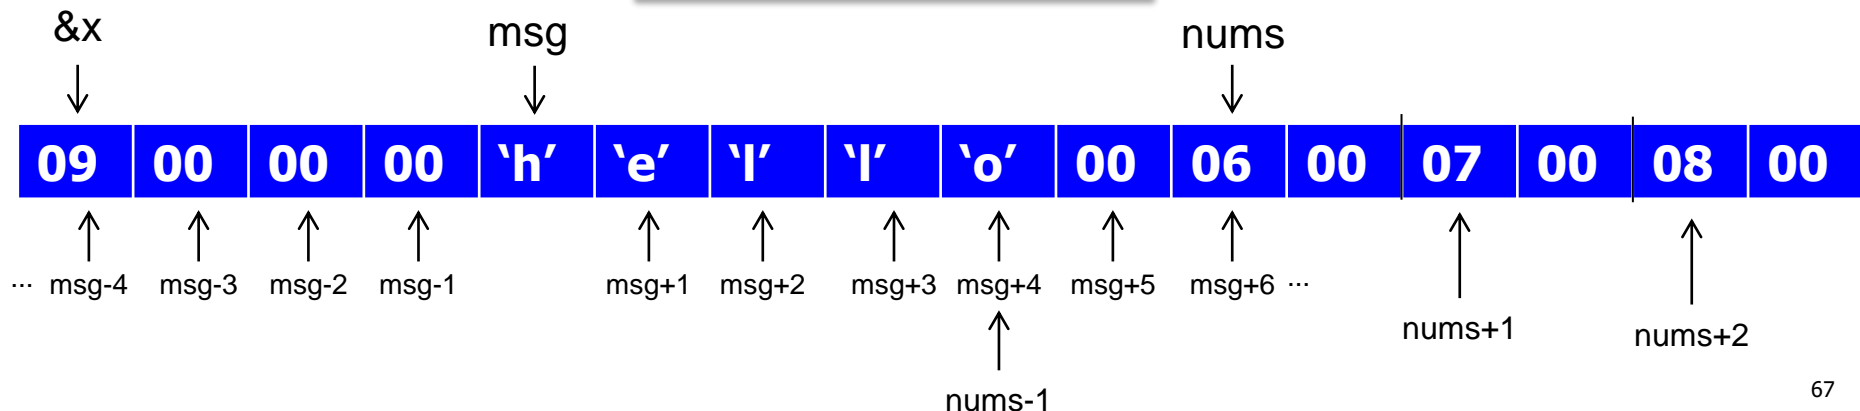 &x msg nums
09 00 00 00 ‘h’ ‘e’ ‘l’ ‘l’ ‘o’ 00 06 00 07 00 08 00
... msg-4 msg-3 msg-2 msg-1 msg+1 msg+2 msg+3 msg+4 msg+5 msg+6 ...
nums+1 nums+2
nums-1
67